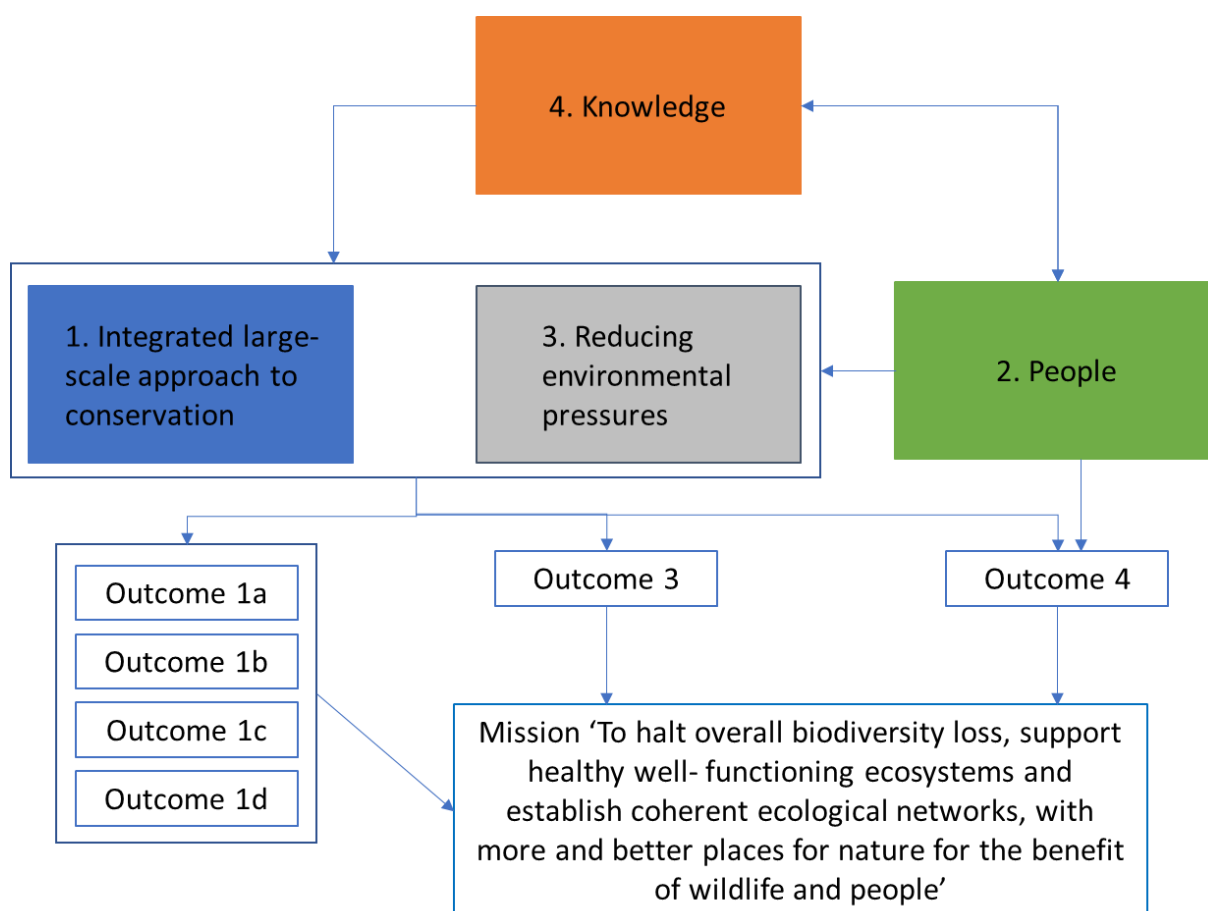 4. Knowledge
1. Integrated large-
scale approach to
conservation
3. Reducing
environmental
pressures
2. People
Outcome 1a
Outcome 1b
Outcome 1c
Outcome 1d
Outcome 3
Outcome 4
Mission ‘To halt overall biodiversity loss, support
healthy well- functioning ecosystems and
establish coherent ecological networks, with
more and better places for nature for the benefit
of wildlife and people’